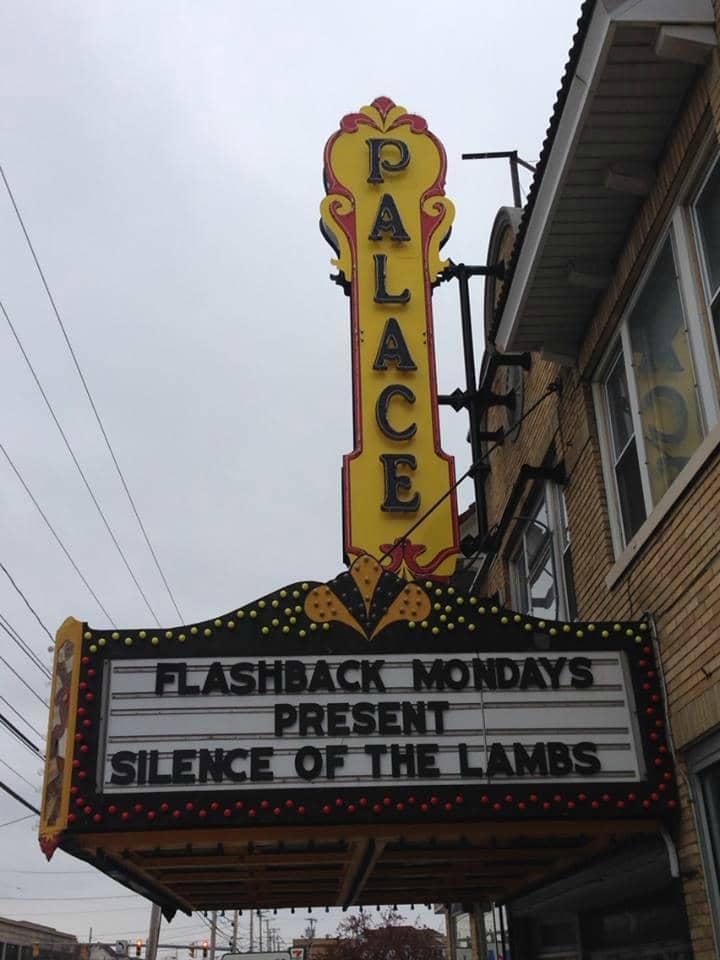 PALACE
FLASHBACK MONDAYS
PRESENT
SILENCE OF THE LAMBS